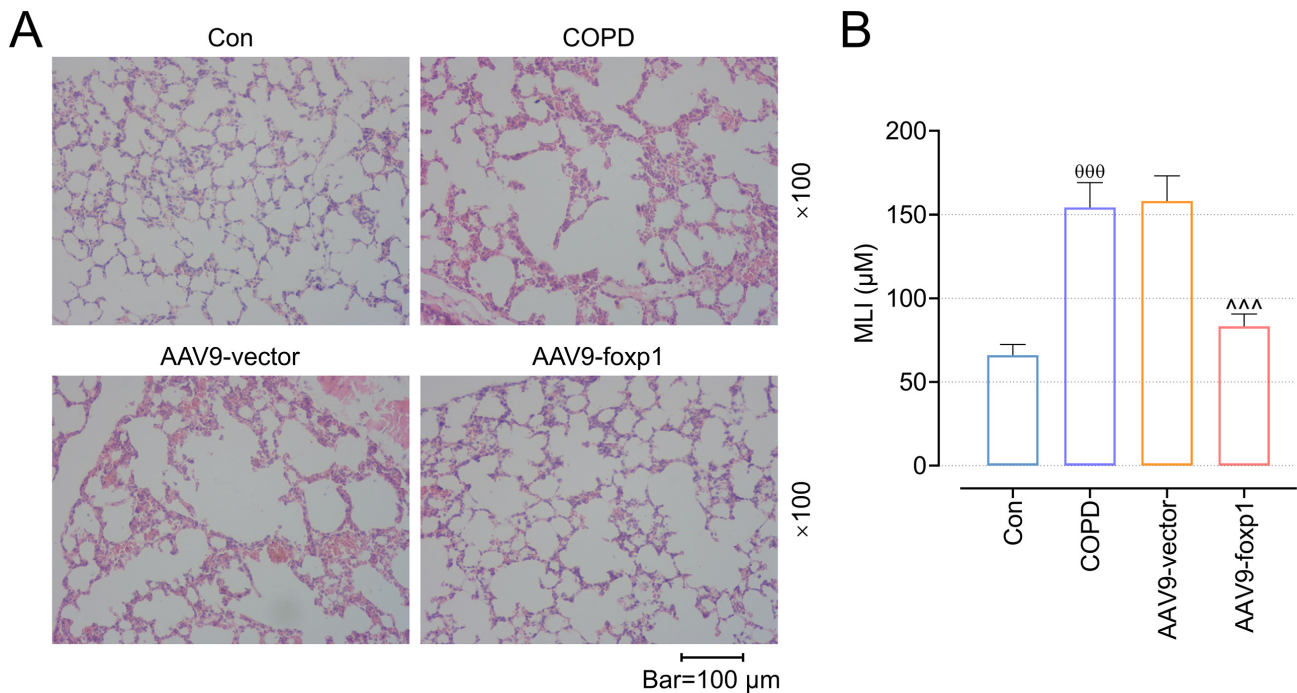 A
Con
COPD
×100
AAV9-vector
AAV9-foxp1
×100
Bar=100 μm
B
MLI (μM)
200
150
100
50
0
θθθ
^^^
Con
COPD
AAV9-vector
AAV9-foxp1